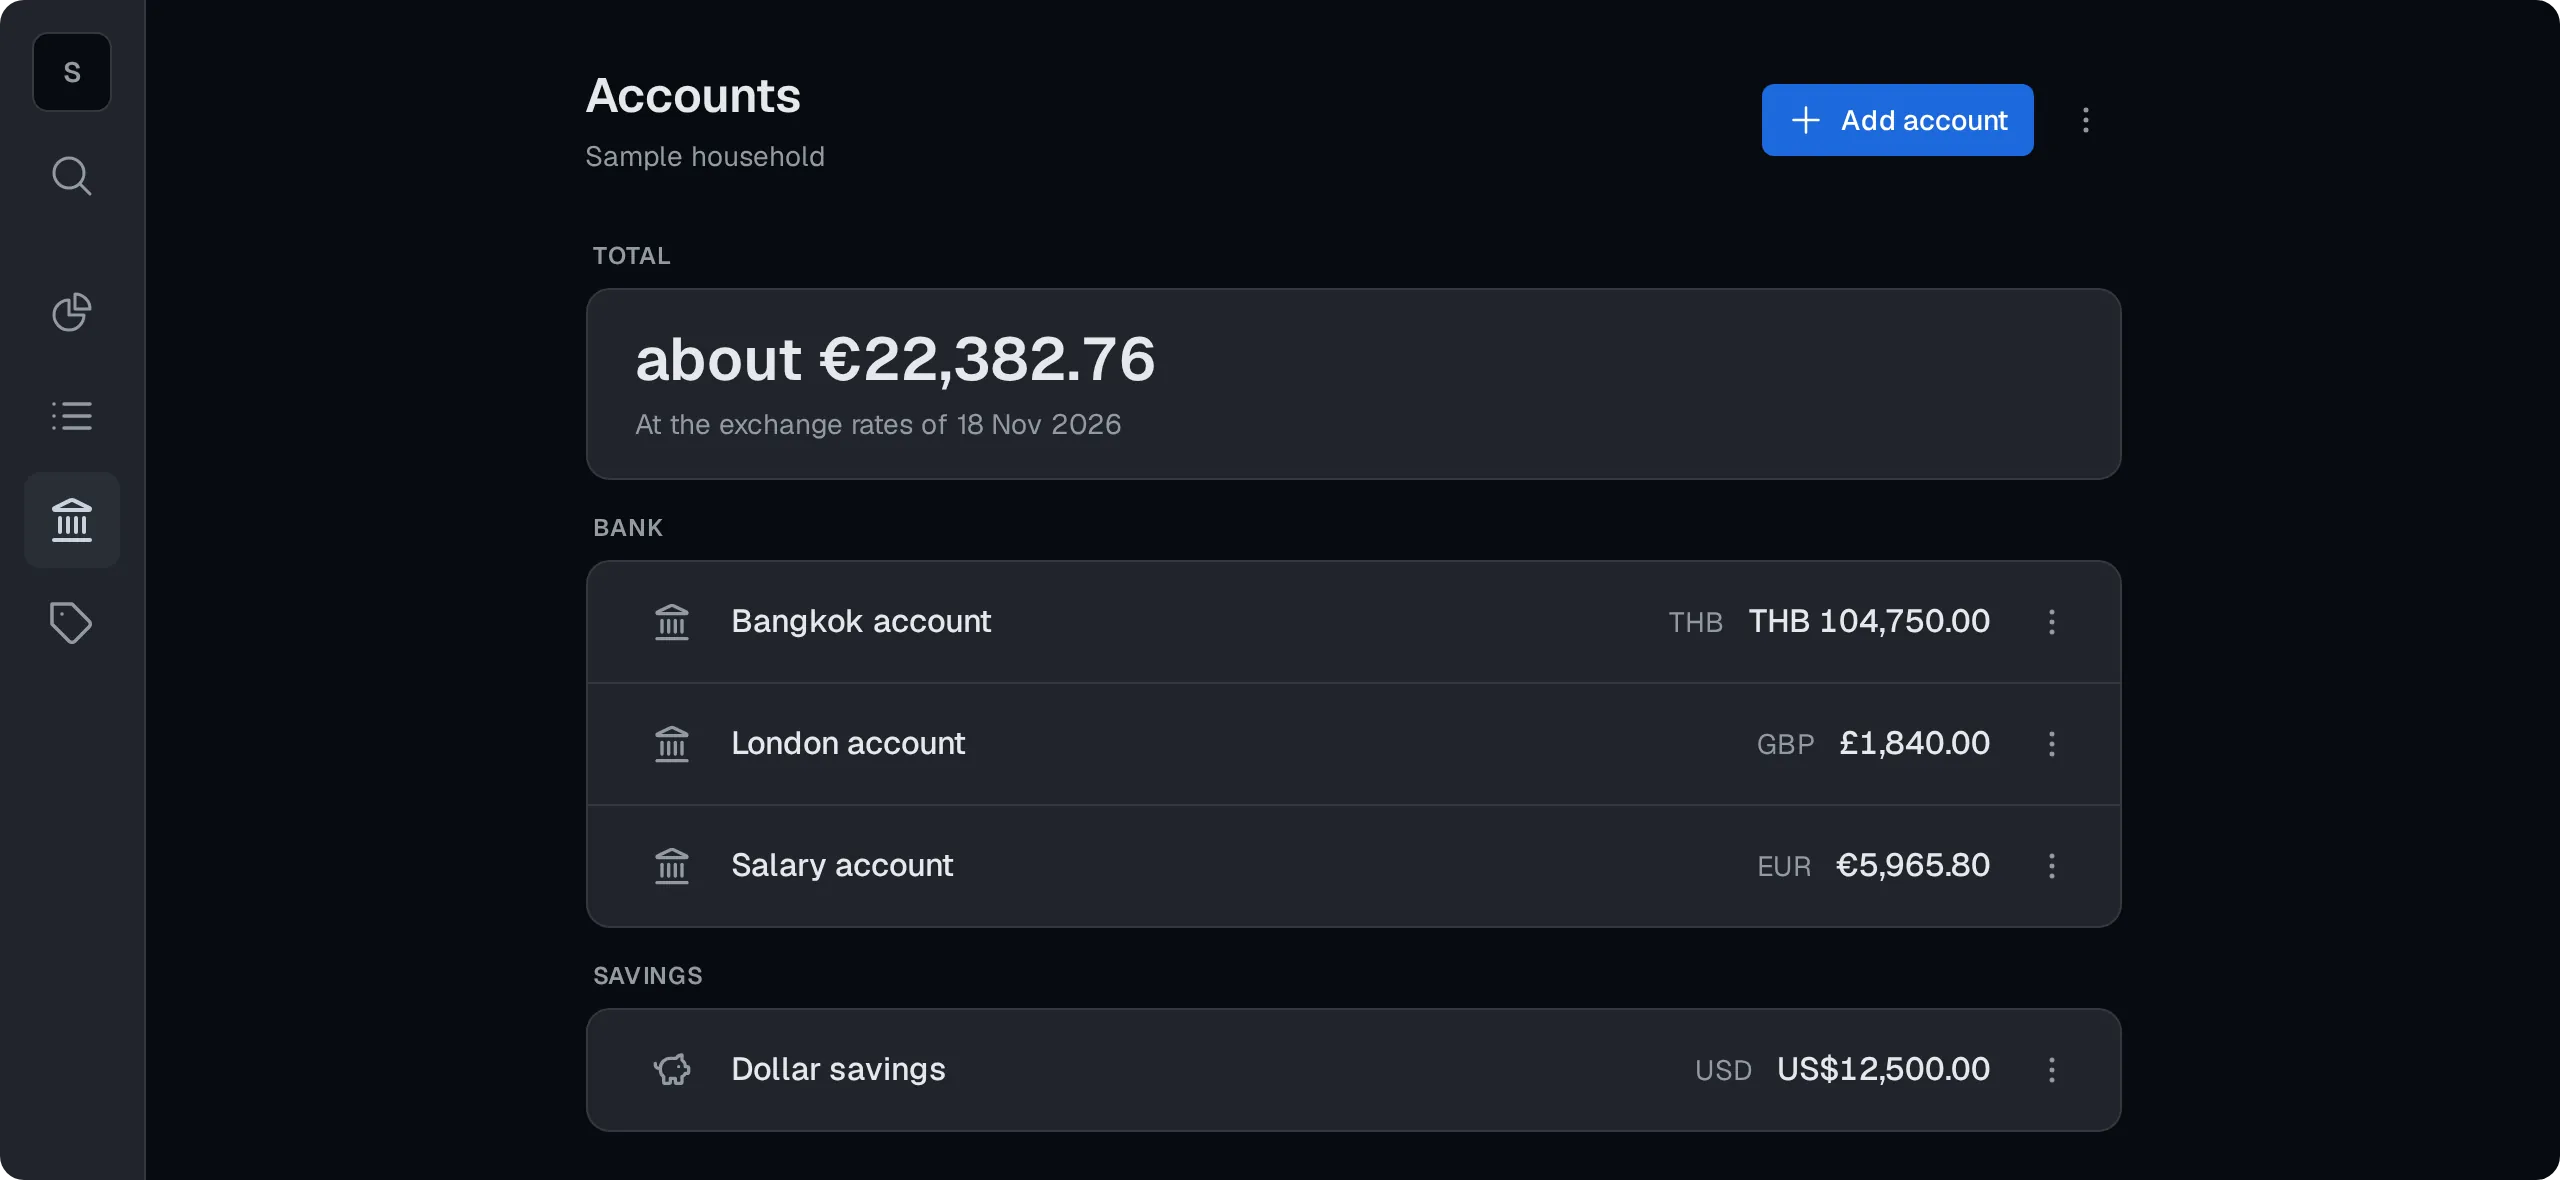 S
Accounts
Sample household
Add account
TOTAL
about €22,382.76
At the exchange rates of 18 Nov 2026
BANK
Bangkok account THB THB 104,750.00
London account GBP £1,840.00
Salary account EUR €5,965.80
SAVINGS
Dollar savings USD US$12,500.00